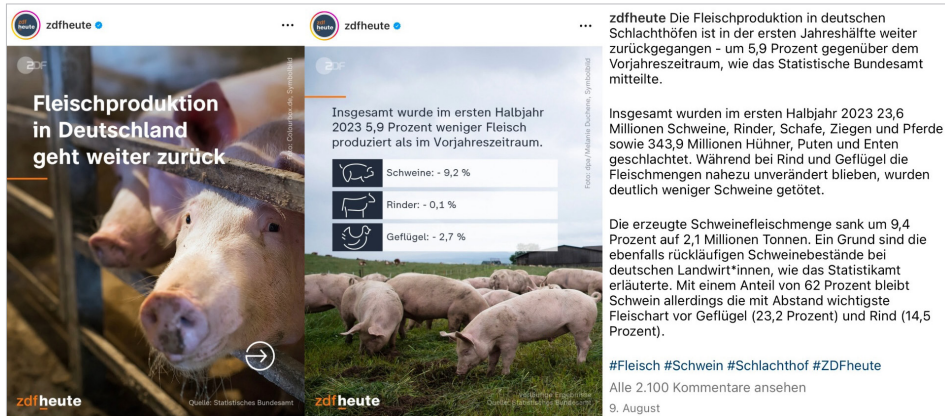 zdfheute
ZDF
Fleischproduktion
in Deutschland
geht weiter zurück
Foto: Colourbox.de, Symbolbild
zdfheute
Quelle: Statistisches Bundesamt
zdfheute
ZDF
Insgesamt wurde im ersten Halbjahr
2023 5,9 Prozent weniger Fleisch
produziert als im Vorjahreszeitraum.
Schweine: - 9,2 %
Rinder: - 0,1 %
Geflügel: - 2,7 %
Foto: dpa/Melanie Duchene, Symbolbild
zdfheute
Vorläufige Ergebnisse
Quelle: Statistisches Bundesamt
zdfheute Die Fleischproduktion in deutschen
Schlachthöfen ist in der ersten Jahreshälfte weiter
zurückgegangen - um 5,9 Prozent gegenüber dem
Vorjahreszeitraum, wie das Statistische Bundesamt
mitteilte.
Insgesamt wurden im ersten Halbjahr 2023 23,6
Millionen Schweine, Rinder, Schafe, Ziegen und Pferde
sowie 343,9 Millionen Hühner, Puten und Enten
geschlachtet. Während bei Rind und Geflügel die
Fleischmengen nahezu unverändert blieben, wurden
deutlich weniger Schweine getötet.
Die erzeugte Schweinefleischmenge sank um 9,4
Prozent auf 2,1 Millionen Tonnen. Ein Grund sind die
ebenfalls rückläufigen Schweinebestände bei
deutschen Landwirt*innen, wie das Statistikamt
erläuterte. Mit einem Anteil von 62 Prozent bleibt
Schwein allerdings die mit Abstand wichtigste
Fleischart vor Geflügel (23,2 Prozent) und Rind (14,5
Prozent).
#Fleisch #Schwein #Schlachthof #ZDFheute
Alle 2.100 Kommentare ansehen
9. August